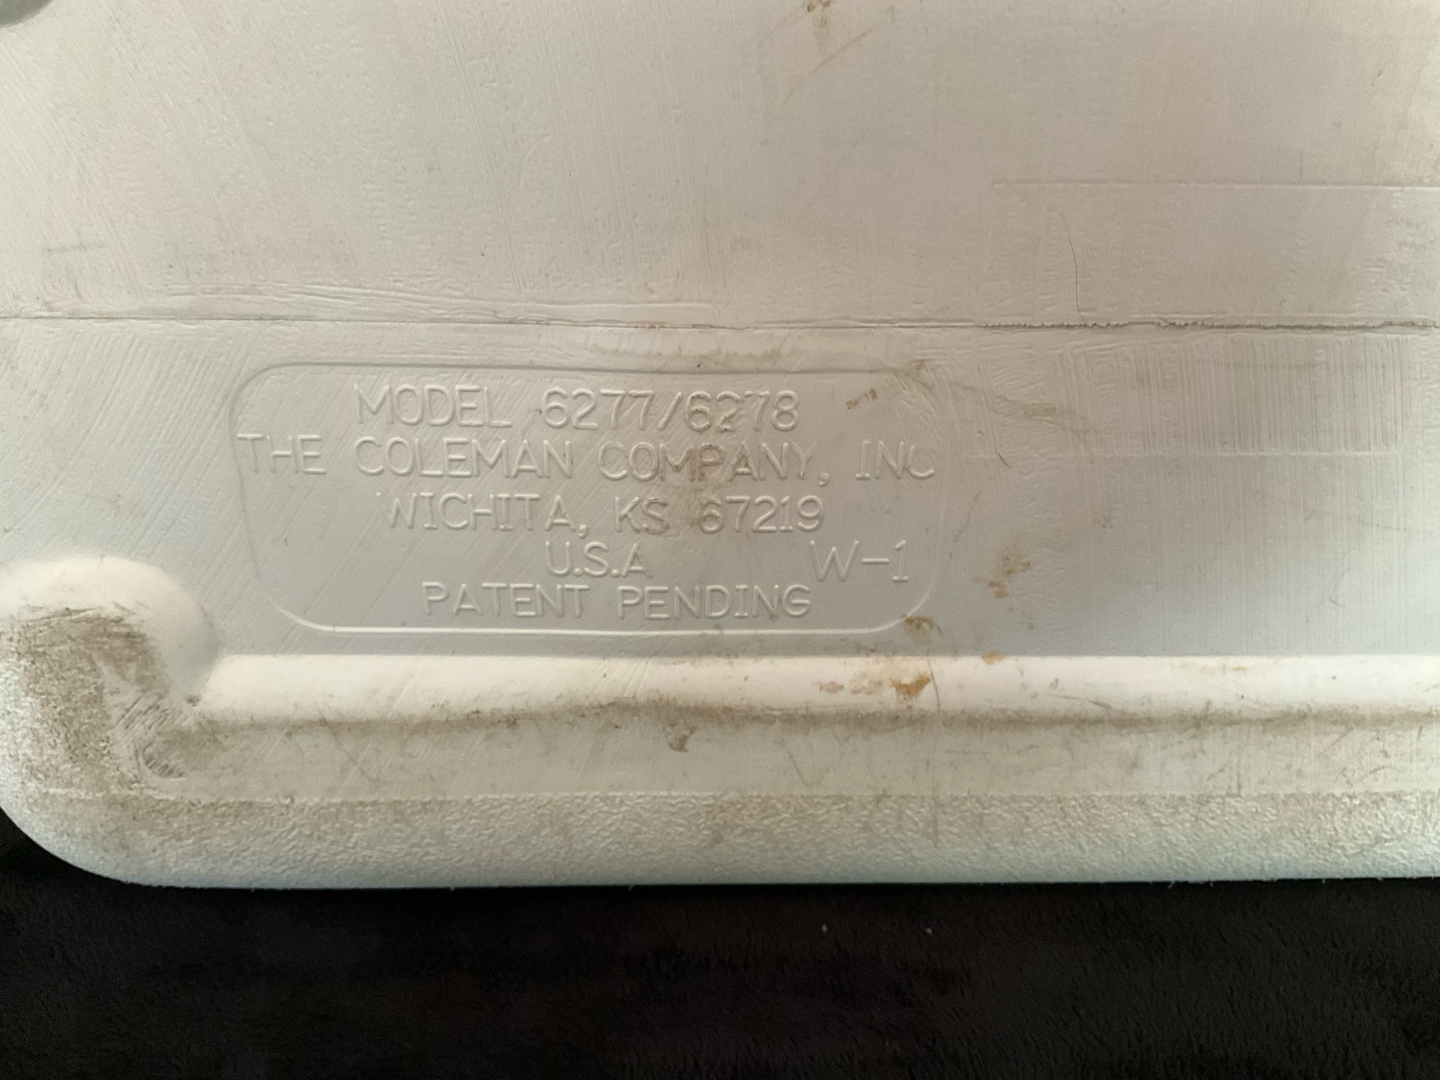 MODEL 6277/6278
THE COLEMAN COMPANY, INC
WICHITA, KS 67219
U.S.A W-1
PATENT PENDING